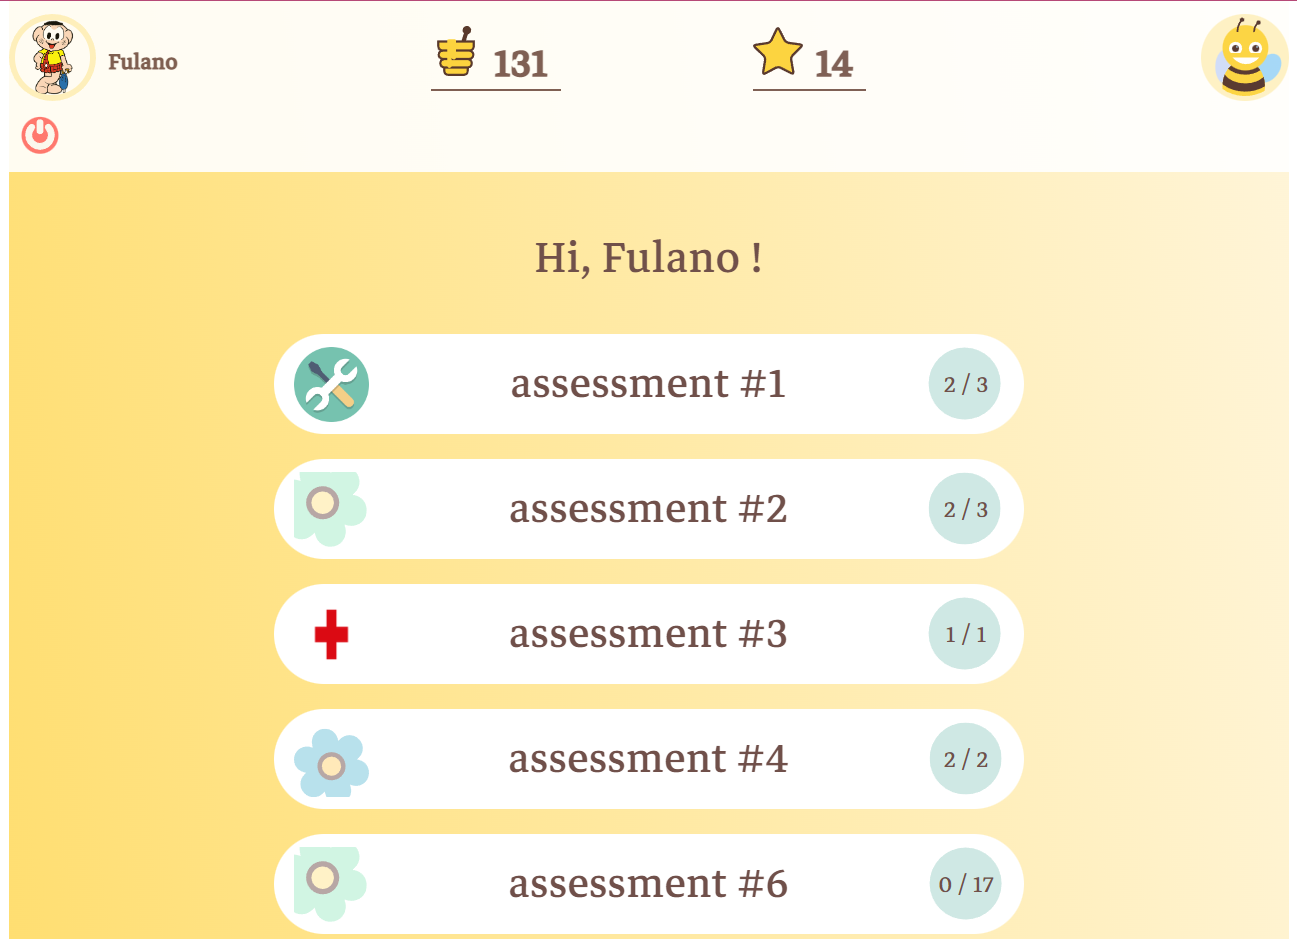 Fulano
131
14
Hi, Fulano !
assessment #1
2 / 3
assessment #2
2 / 3
assessment #3
1 / 1
assessment #4
2 / 2
assessment #6
0 / 17